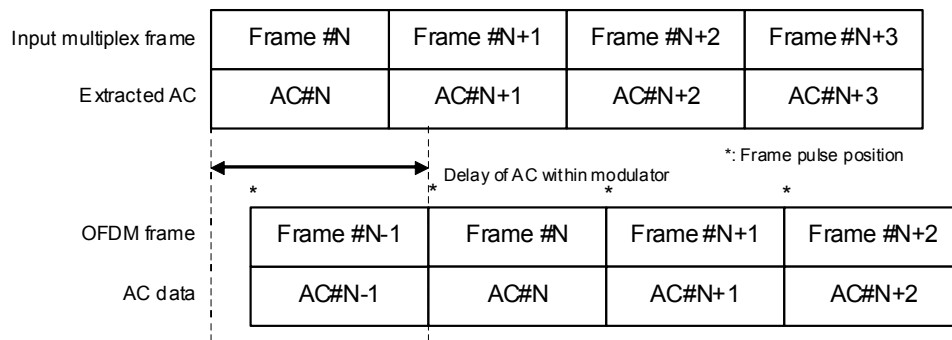 Input multiplex frame Frame #N Frame #N+1 Frame #N+2 Frame #N+3
Extracted AC AC#N AC#N+1 AC#N+2 AC#N+3
*: Frame pulse position
Delay of AC within modulator
* * * *
OFDM frame Frame #N-1 Frame #N Frame #N+1 Frame #N+2
AC data AC#N-1 AC#N AC#N+1 AC#N+2